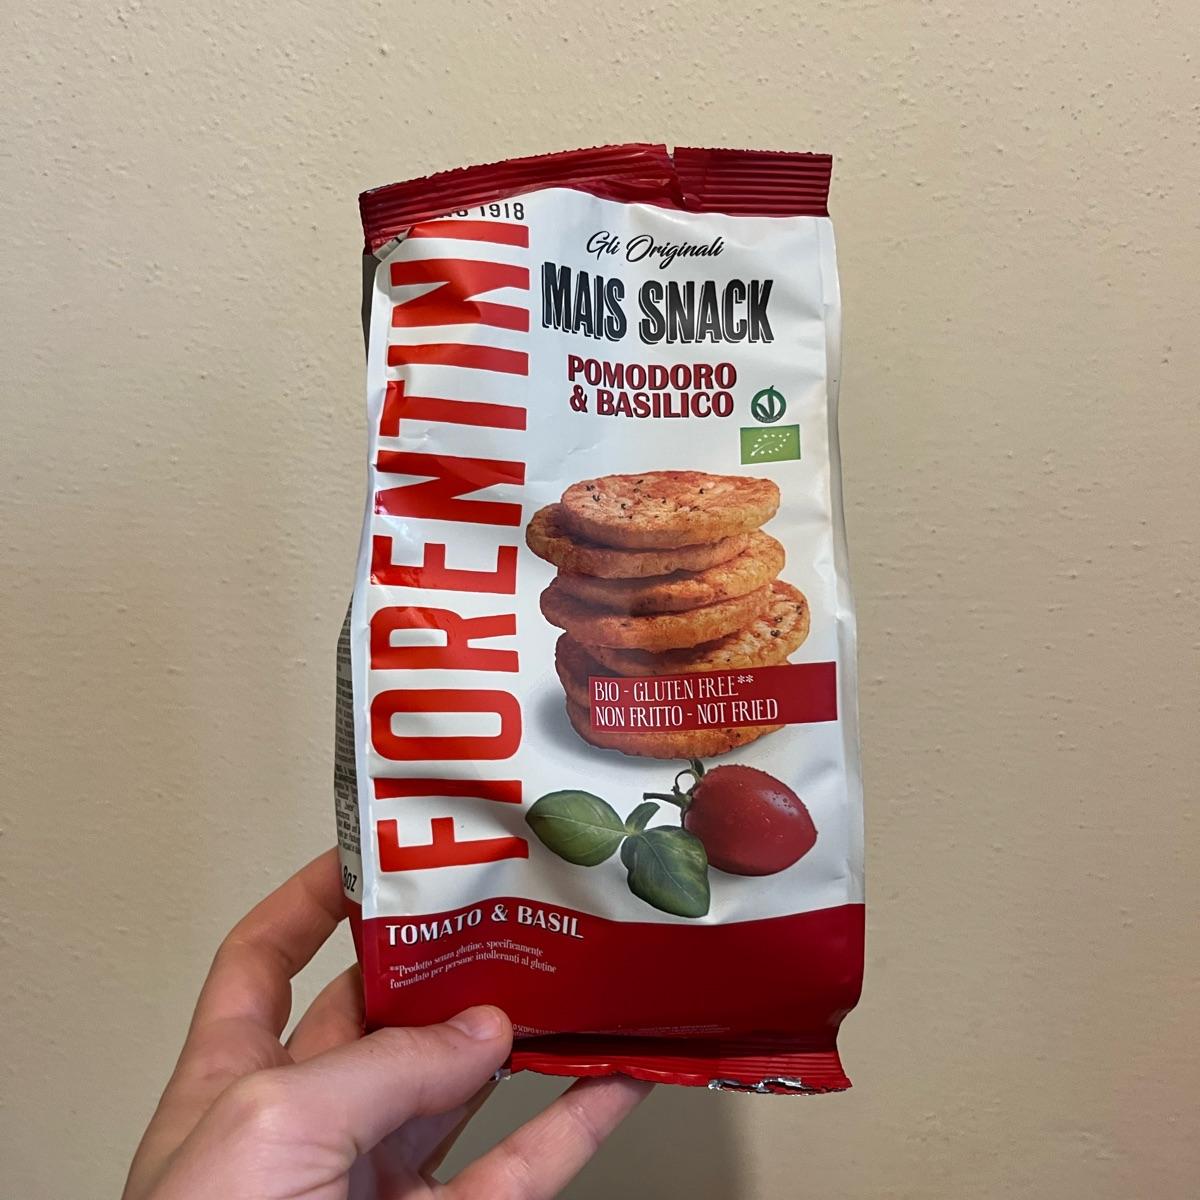 1918
FIORENTINI
Gli Originali
MAIS SNACK
POMODORO
& BASILICO
BIO - GLUTEN FREE**
NON FRITTO - NOT FRIED
TOMATO & BASIL
**Prodotto senza glutine, specificamente
formulato per persone intolleranti al glutine
8oz